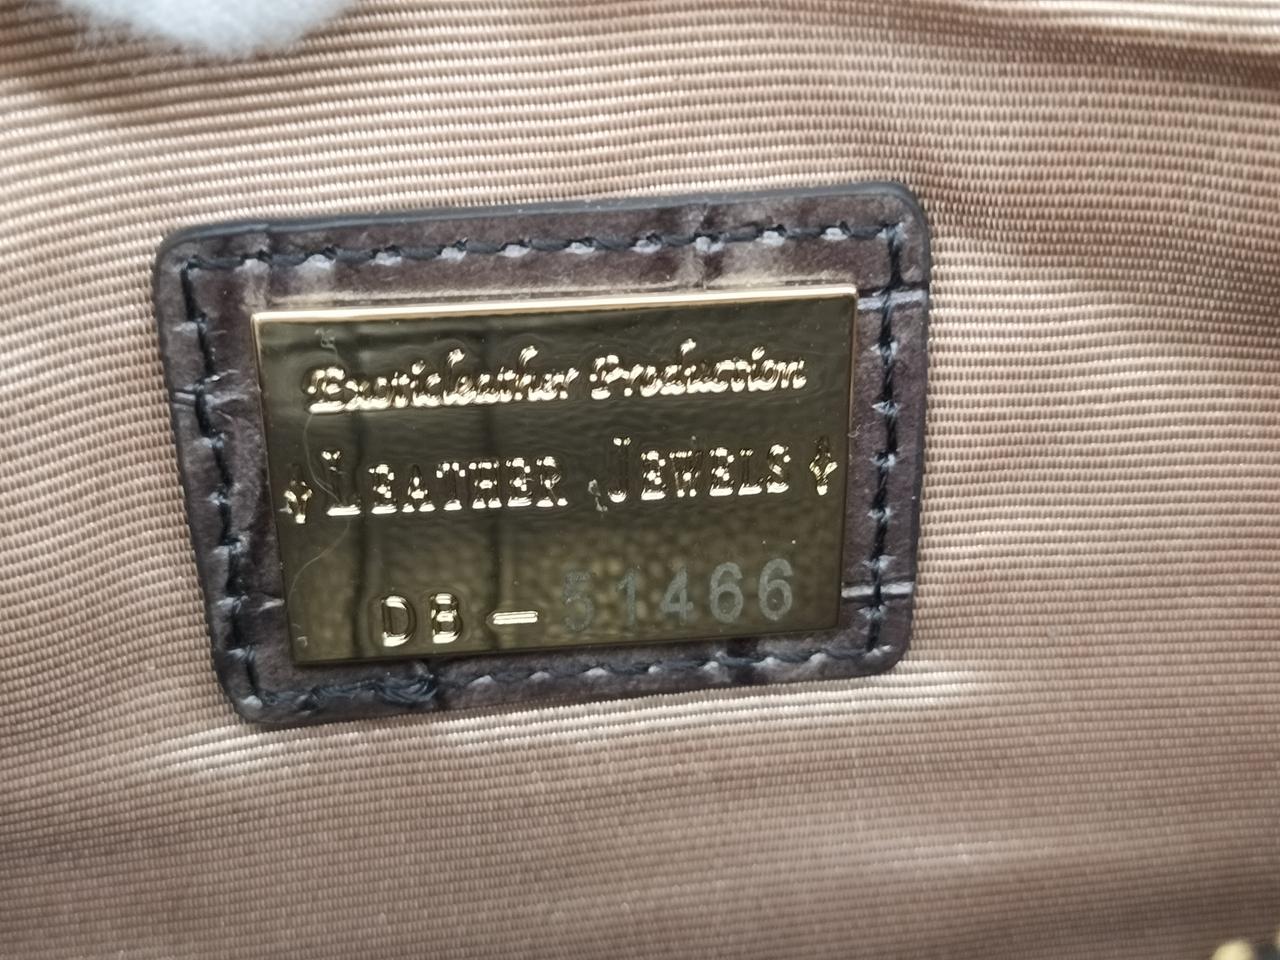 Exoticleather Production
LEATHER JEWELS
DB - 51466